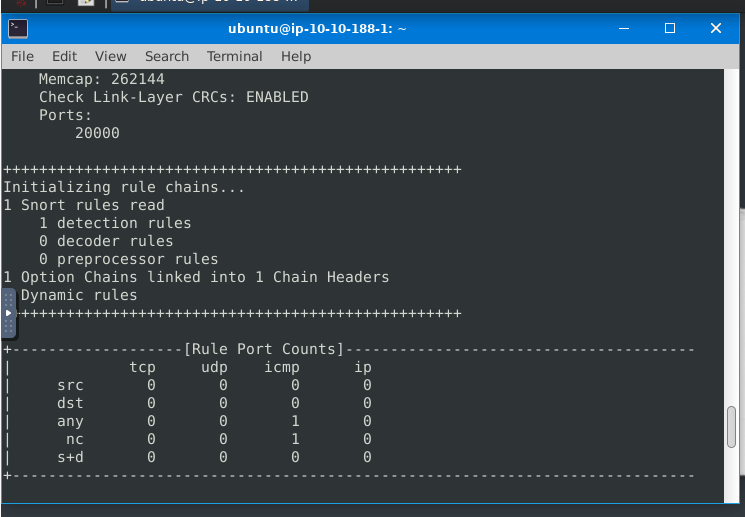 ubuntu@ip-10-10-188-1: ~
File Edit View Search Terminal Help
    Memcap: 262144
    Check Link-Layer CRCs: ENABLED
    Ports:
        20000

+++++++++++++++++++++++++++++++++++++++++++++++++++
Initializing rule chains...
1 Snort rules read
    1 detection rules
    0 decoder rules
    0 preprocessor rules
1 Option Chains linked into 1 Chain Headers
Dynamic rules
+++++++++++++++++++++++++++++++++++++++++++++++++++

+-------------------[Rule Port Counts]---------------------------------------
|             tcp     udp    icmp      ip
|     src       0       0       0       0
|     dst       0       0       0       0
|     any       0       0       1       0
|      nc       0       0       1       0
|     s+d       0       0       0       0
+----------------------------------------------------------------------------